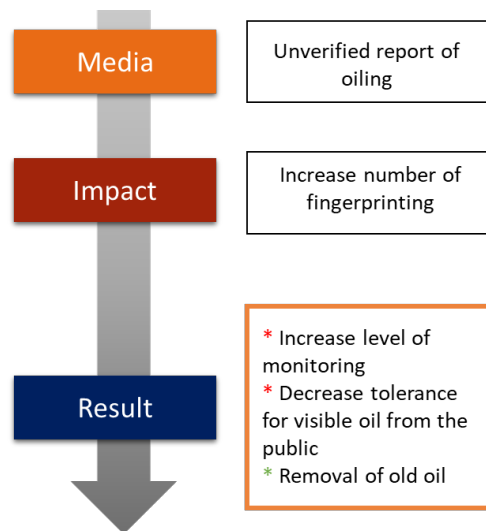 Media
Unverified report of
oiling
Impact
Increase number of
fingerprinting
Result
* Increase level of
monitoring
* Decrease tolerance
for visible oil from the
public
* Removal of old oil